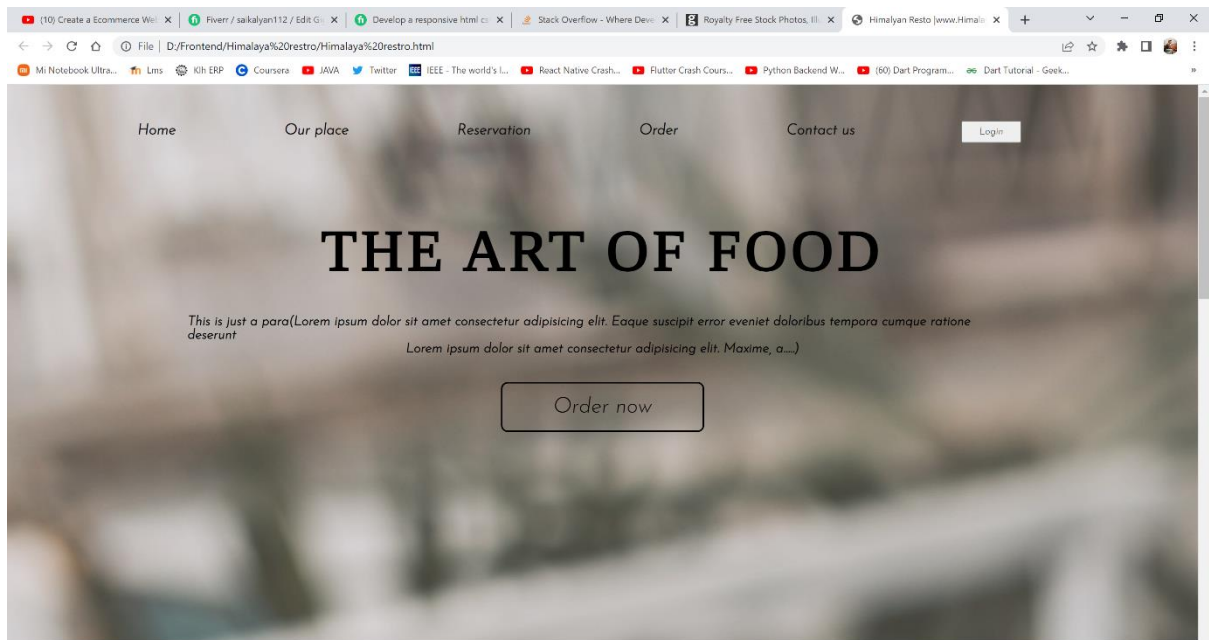 (10) Create a Ecommerce Web
Fiverr / saikalyan112 / Edit Gi
Develop a responsive html cs
Stack Overflow - Where Deve
Royalty Free Stock Photos, Ill
Himalyan Resto |www.Himala
File | D:/Frontend/Himalaya%20restro/Himalaya%20restro.html
Mi Notebook Ultra... Lms Klh ERP Coursera JAVA Twitter IEEE - The world's l... React Native Crash... Flutter Crash Cours... Python Backend W... (60) Dart Program... Dart Tutorial - Geek...
Home Our place Reservation Order Contact us Login
THE ART OF FOOD
This is just a para(Lorem ipsum dolor sit amet consectetur adipisicing elit. Eaque suscipit error eveniet doloribus tempora cumque ratione
deserunt
Lorem ipsum dolor sit amet consectetur adipisicing elit. Maxime, a....)
Order now